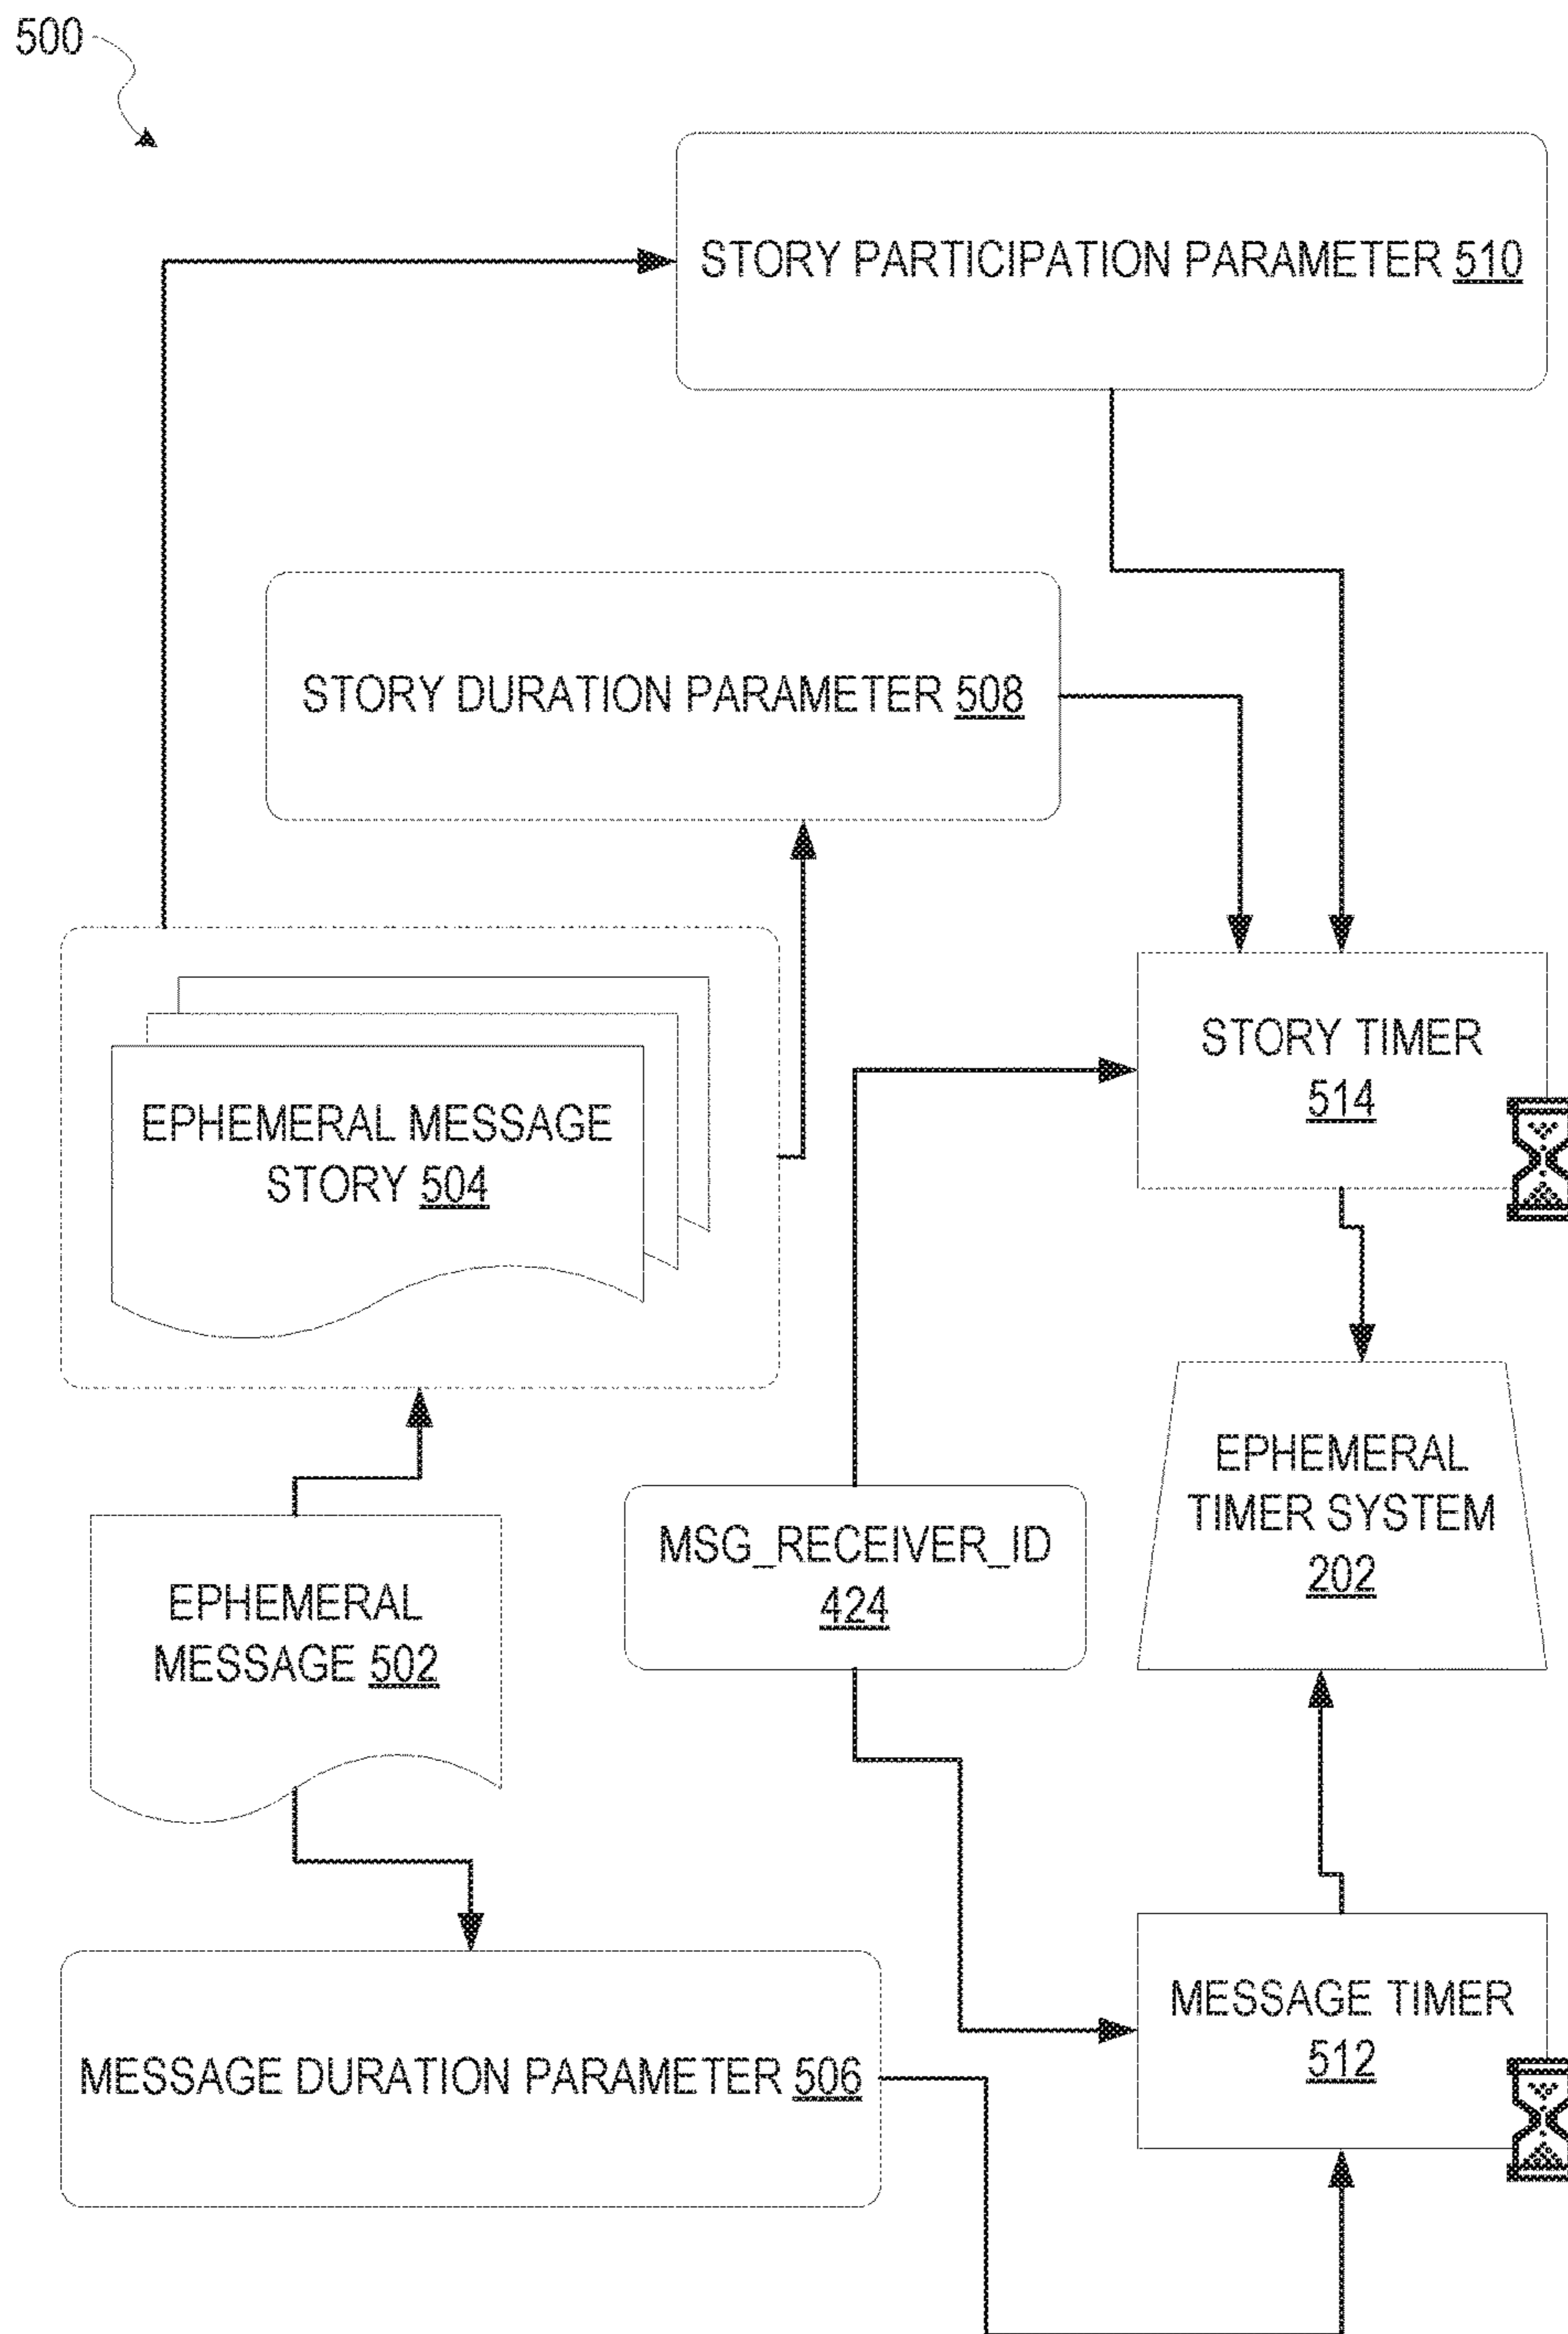 500
STORY PARTICIPATION PARAMETER 510
STORY DURATION PARAMETER 508
EPHEMERAL MESSAGE
STORY 504
STORY TIMER
514
EPHEMERAL
TIMER SYSTEM
202
MSG_RECEIVER_ID
424
EPHEMERAL
MESSAGE 502
MESSAGE TIMER
512
MESSAGE DURATION PARAMETER 506